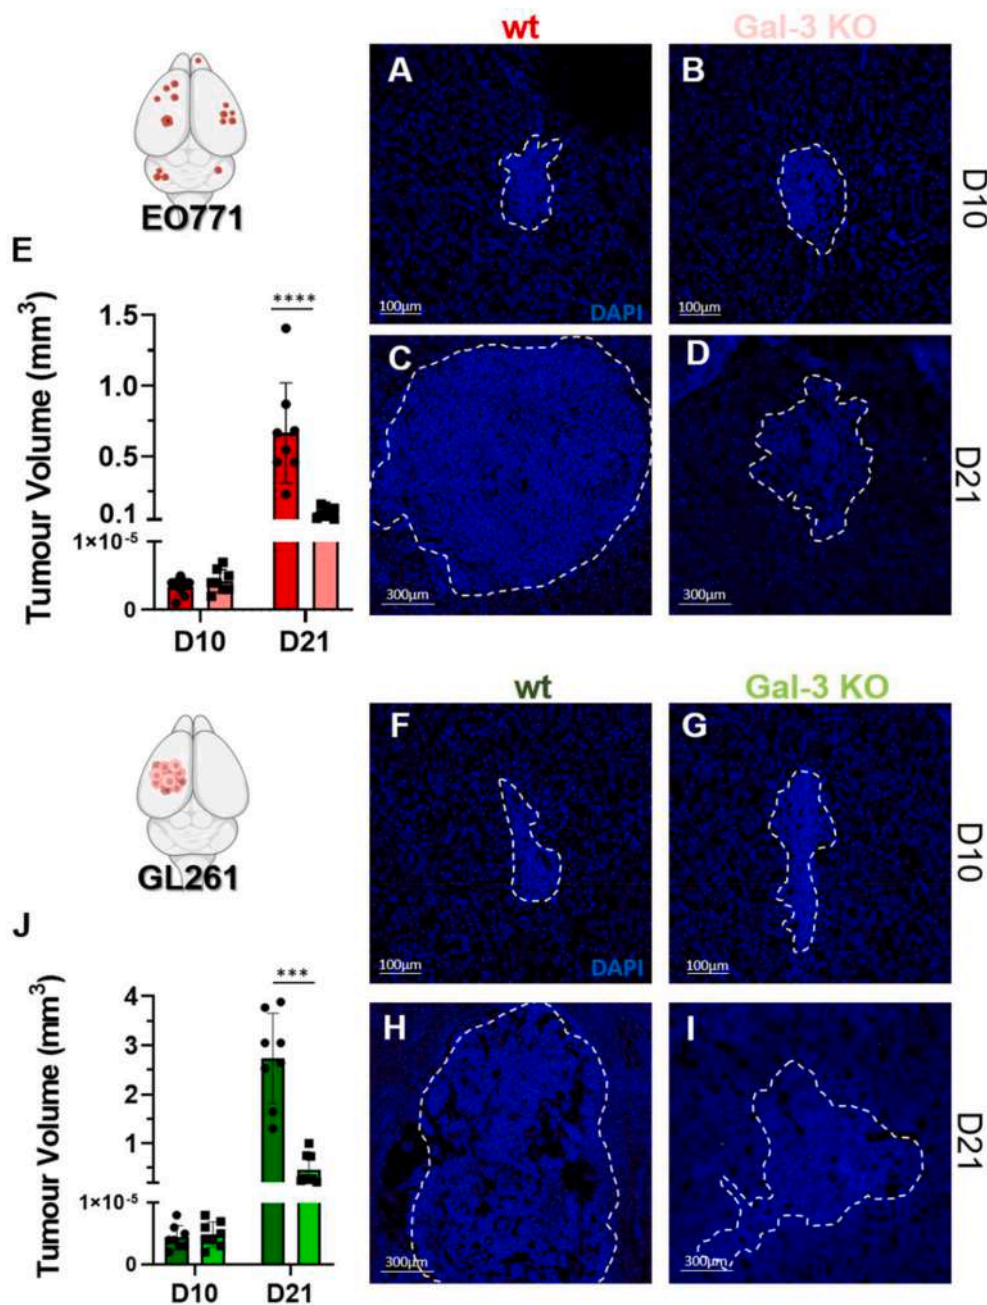 wt Gal-3 KO
A B
D10
EO771
100µm DAPI 100µm
E
Tumour Volume (mm³)
****
1.5
1.0
0.5
0.1
1×10⁻⁵
0
D10 D21
C D
D21
300µm 300µm
wt Gal-3 KO
F G
D10
GL261
100µm DAPI 100µm
J
Tumour Volume (mm³)
***
4
3
2
1
1×10⁻⁵
0
D10 D21
H I
D21
300µm 300µm